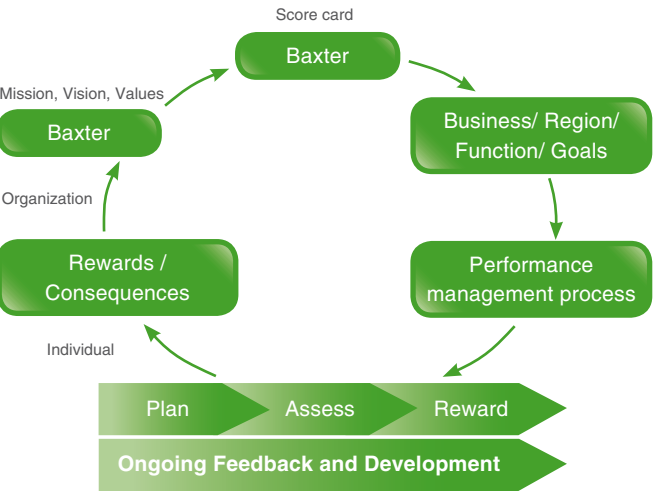 Score card
Baxter
Mission, Vision, Values
Baxter
Business/ Region/
Function/ Goals
Organization
Rewards /
Consequences
Performance
management process
Individual
Plan
Assess
Reward
Ongoing Feedback and Development